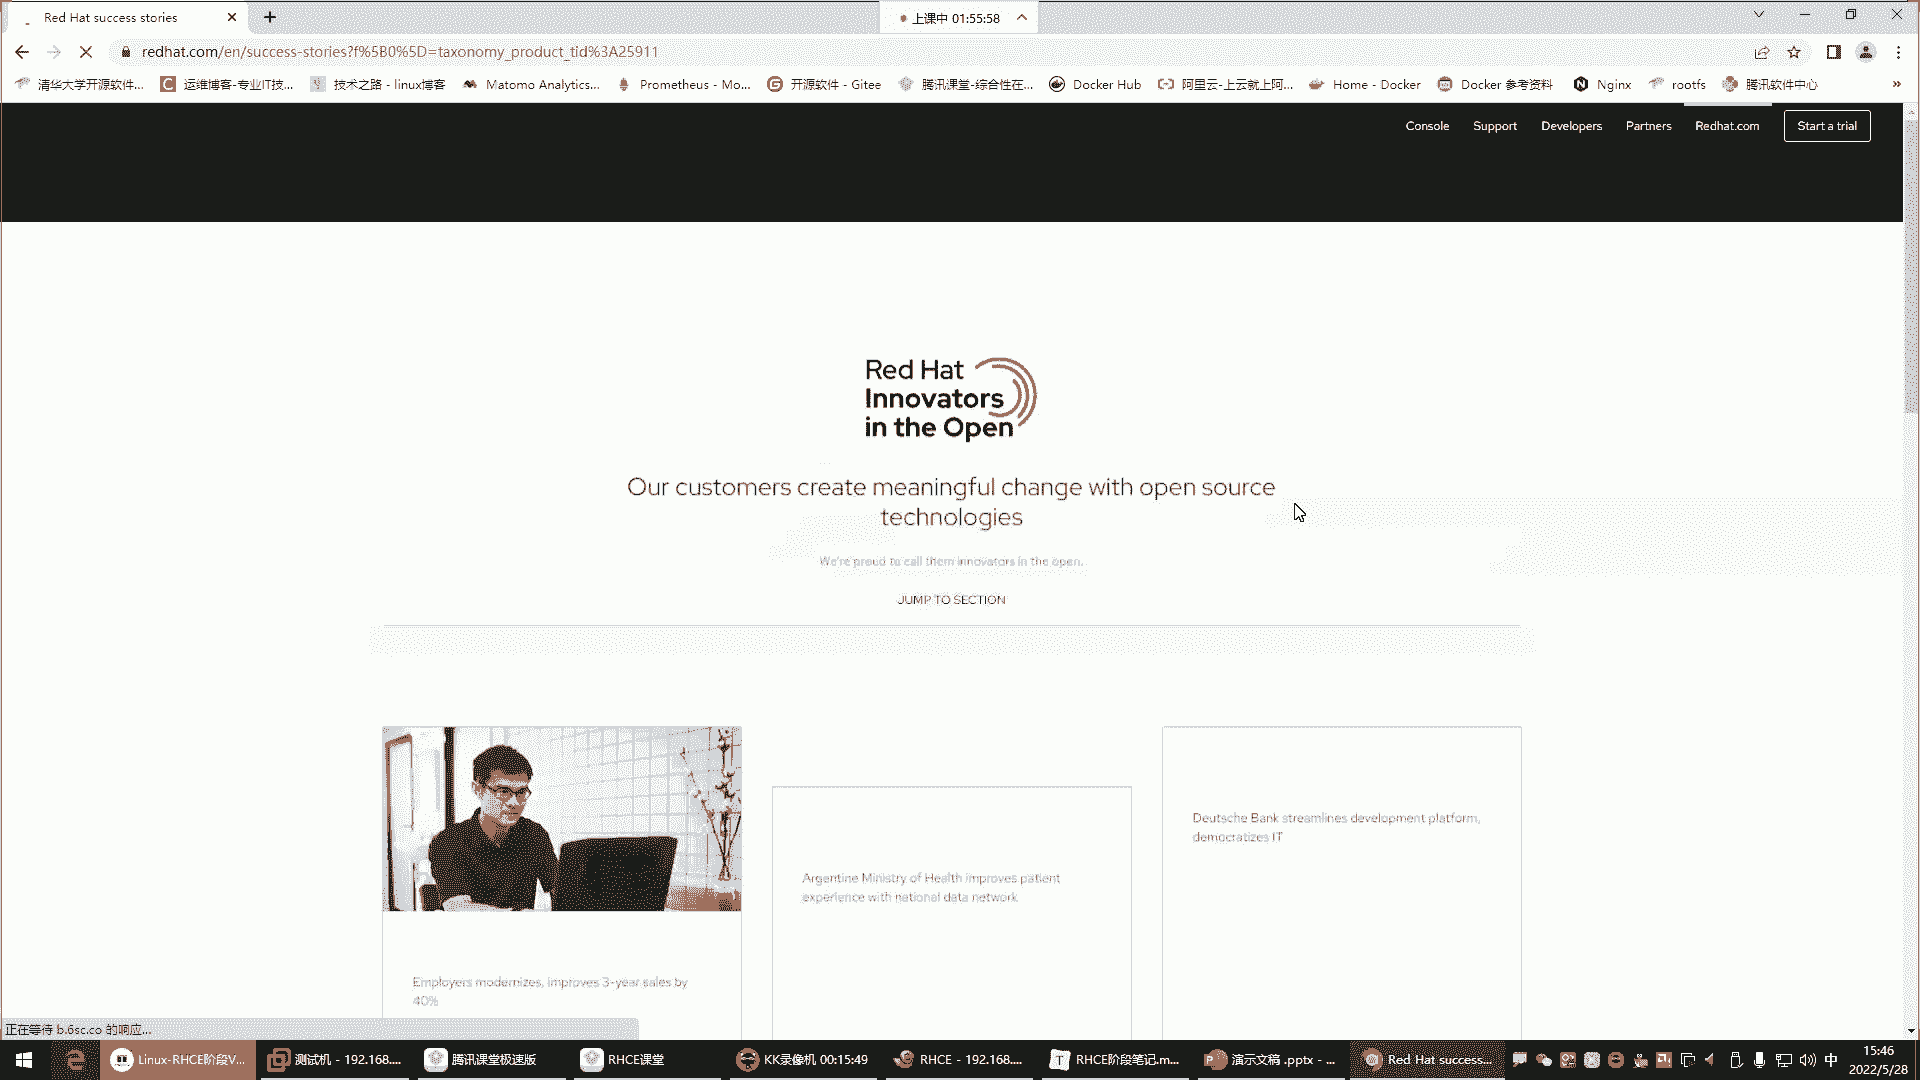 Red Hat success stories
上课中 01:55:58
redhat.com/en/success-stories?f%5B0%5D=taxonomy_product_tid%3A25911
清华大学开源软件...
运维博客-专业IT技...
技术之路 - linux博客
Matomo Analytics...
Prometheus - Mo...
开源软件 - Gitee
腾讯课堂-综合性在...
Docker Hub
阿里云-上云就上阿...
Home - Docker
Docker 参考资料
Nginx
rootfs
腾讯软件中心
Console
Support
Developers
Partners
Redhat.com
Start a trial
Red Hat
Innovators
in the Open
Our customers create meaningful change with open source
technologies
We're proud to call them innovators in the open.
JUMP TO SECTION
Employers modernizes, improves 3-year sales by
40%
Argentine Ministry of Health improves patient
experience with national data network
Deutsche Bank streamlines development platform,
democratizes IT
正在等待 b.6sc.co 的响应...
Linux-RHCE阶段V...
测试机 - 192.168....
腾讯课堂极速版
RHCE课堂
KK录像机 00:15:49
RHCE - 192.168....
RHCE阶段笔记.m...
演示文稿 .pptx - ...
Red Hat success...
中
15:46
2022/5/28